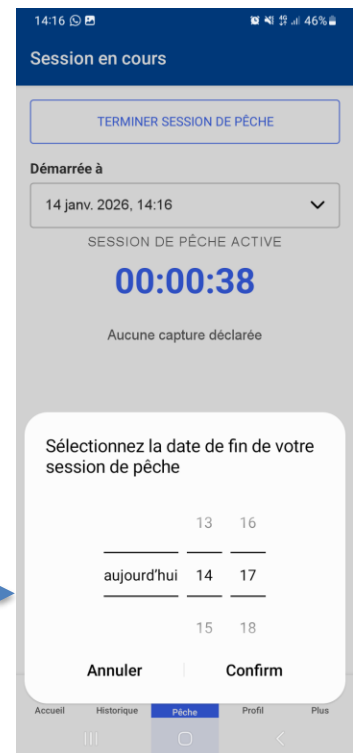 14:16 46%
Session en cours
TERMINER SESSION DE PÊCHE
Démarrée à
14 janv. 2026, 14:16
SESSION DE PÊCHE ACTIVE
00:00:38
Aucune capture déclarée
Sélectionnez la date de fin de votre
session de pêche
13 16
aujourd'hui 14 17
15 18
Annuler Confirm
Accueil Historique Pêche Profil Plus